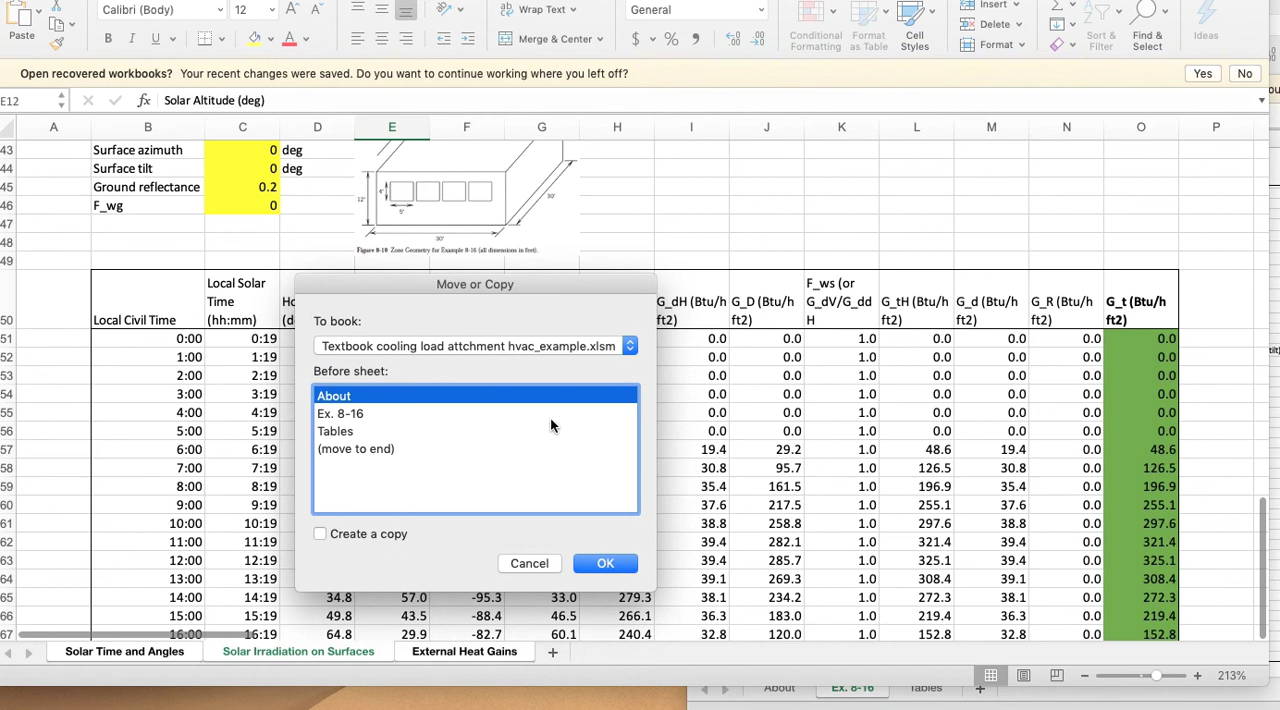 Calibri (Body) 12 Wrap Text General Insert
Paste B I U Merge & Center $ % Conditional Formatting Format as Table Cell Styles Delete Format Sort & Filter Find & Select Ideas
Open recovered workbooks? Your recent changes were saved. Do you want to continue working where you left off? Yes No
E12 fx Solar Altitude (deg)
A B C D E F G H I J K L M N O P
43 Surface azimuth 0 deg
44 Surface tilt 0 deg
45 Ground reflectance 0.2
46 F_wg 0
47
48
49
12' 4' 5' 30' 30'
Figure 8-10 Zone Geometry for Example 8-16 (all dimensions in feet).
50 Local Civil Time Local Solar Time (hh:mm) G_dH (Btu/h ft2) G_D (Btu/h ft2) F_ws (or G_dV/G_dd H G_tH (Btu/h ft2) G_d (Btu/h ft2) G_R (Btu/h ft2) G_t (Btu/h ft2)
51 0:00 0:19 0.0 0.0 1.0 0.0 0.0 0.0 0.0
52 1:00 1:19 0.0 0.0 1.0 0.0 0.0 0.0 0.0
53 2:00 2:19 0.0 0.0 1.0 0.0 0.0 0.0 0.0
54 3:00 3:19 0.0 0.0 1.0 0.0 0.0 0.0 0.0
55 4:00 4:19 0.0 0.0 1.0 0.0 0.0 0.0 0.0
56 5:00 5:19 0.0 0.0 1.0 0.0 0.0 0.0 0.0
57 6:00 6:19 19.4 29.2 1.0 48.6 19.4 0.0 48.6
58 7:00 7:19 30.8 95.7 1.0 126.5 30.8 0.0 126.5
59 8:00 8:19 35.4 161.5 1.0 196.9 35.4 0.0 196.9
60 9:00 9:19 37.6 217.5 1.0 255.1 37.6 0.0 255.1
61 10:00 10:19 38.8 258.8 1.0 297.6 38.8 0.0 297.6
62 11:00 11:19 39.4 282.1 1.0 321.4 39.4 0.0 321.4
63 12:00 12:19 39.4 285.7 1.0 325.1 39.4 0.0 325.1
64 13:00 13:19 39.1 269.3 1.0 308.4 39.1 0.0 308.4
65 14:00 14:19 34.8 57.0 -95.3 33.0 279.3 38.1 234.2 1.0 272.3 38.1 0.0 272.3
66 15:00 15:19 49.8 43.5 -88.4 46.5 266.1 36.3 183.0 1.0 219.4 36.3 0.0 219.4
67 16:00 16:19 64.8 29.9 -82.7 60.1 240.4 32.8 120.0 1.0 152.8 32.8 0.0 152.8
Move or Copy
To book:
Textbook cooling load attchment hvac_example.xlsm
Before sheet:
About
Ex. 8-16
Tables
(move to end)
Create a copy
Cancel OK
Solar Time and Angles Solar Irradiation on Surfaces External Heat Gains +
213%
About Ex. 8-16 Tables +